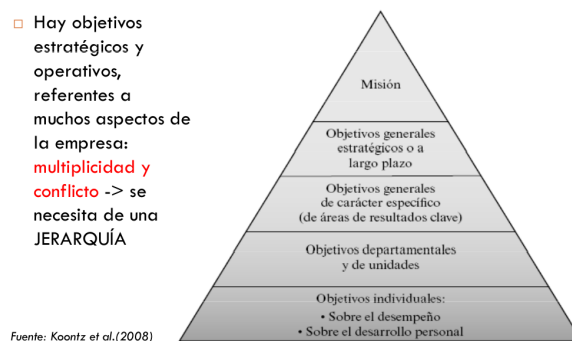 Hay objetivos
estratégicos y
operativos,
referentes a
muchos aspectos de
la empresa:
multiplicidad y
conflicto -> se
necesita de una
JERARQUÍA
Misión
Objetivos generales
estratégicos o a
largo plazo
Objetivos generales
de carácter específico
(de áreas de resultados clave)
Objetivos departamentales
y de unidades
Objetivos individuales:
• Sobre el desempeño
• Sobre el desarrollo personal
Fuente: Koontz et al.(2008)